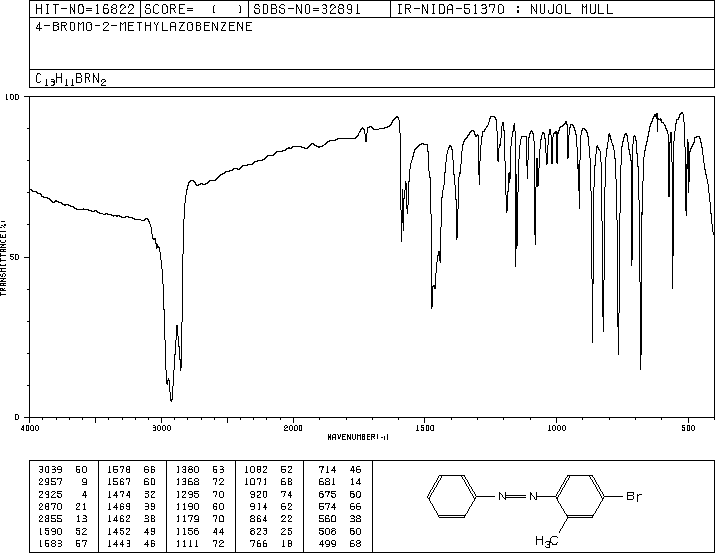 HIT-NO=16822 SCORE= ( ) SDBS-NO=32891 IR-NIDA-51370 : NUJOL MULL
4-BROMO-2-METHYLAZOBENZENE
C13H11BRN2
100
50
0
TRANSMITTANCE(%)
4000 3000 2000 1500 1000 500
WAVENUMBER(-1)
3039 50 1578 66 1380 53 1082 52 714 46
2957 9 1567 60 1368 72 1071 68 681 14
2925 4 1474 32 1295 70 920 74 675 60
2870 21 1469 39 1190 60 914 62 674 66
2855 13 1462 38 1179 70 864 22 560 38
1590 52 1452 49 1156 44 823 25 508 60
1583 57 1443 46 1111 72 766 18 499 68
N N Br
H3C